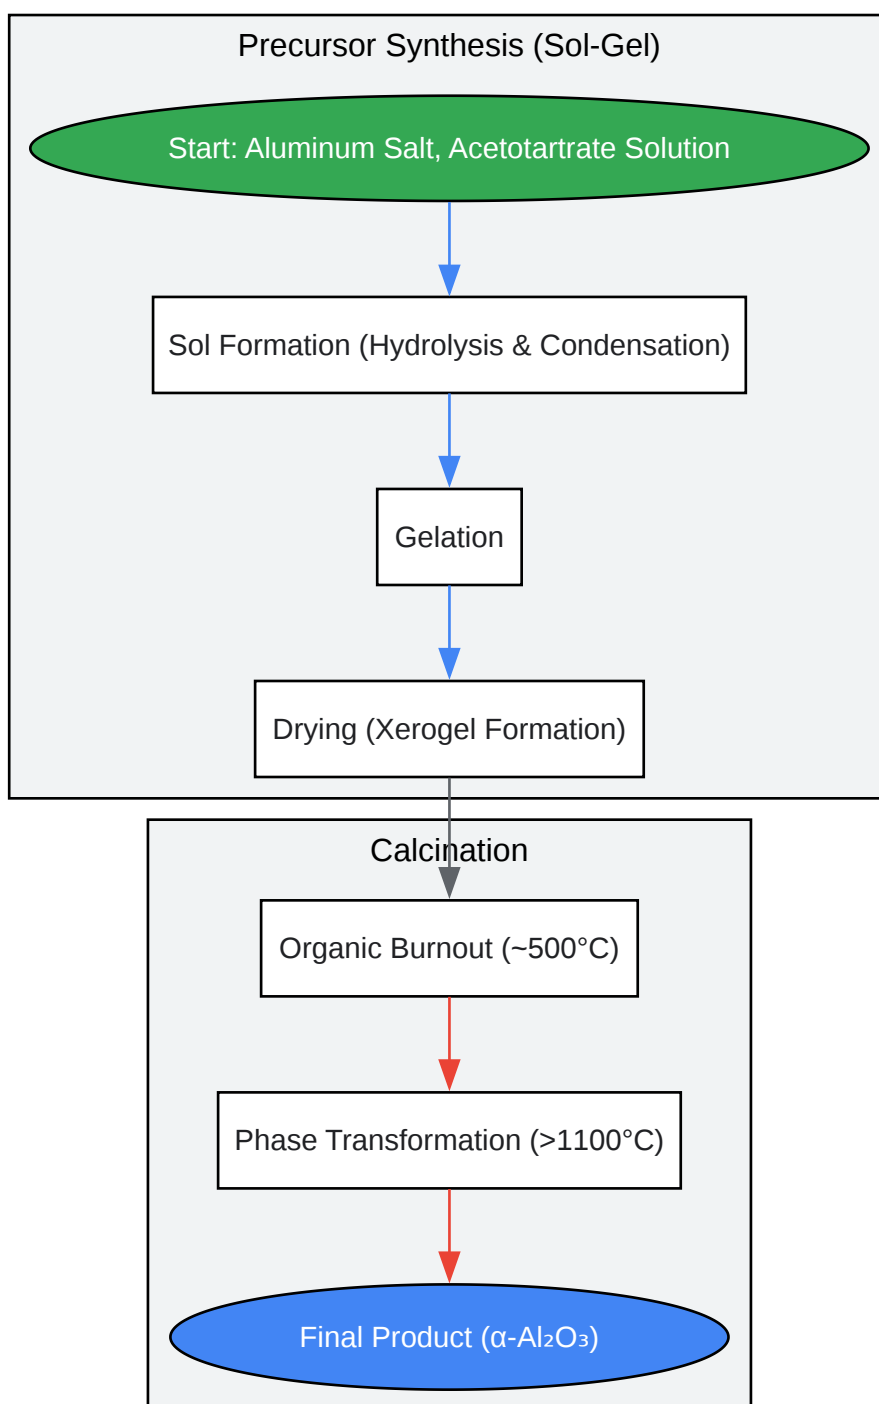 Precursor Synthesis (Sol-Gel)
Start: Aluminum Salt, Acetotartrate Solution
Sol Formation (Hydrolysis & Condensation)
Gelation
Drying (Xerogel Formation)
Calcination
Organic Burnout (~500°C)
Phase Transformation (>1100°C)
Final Product (α-Al₂O₃)